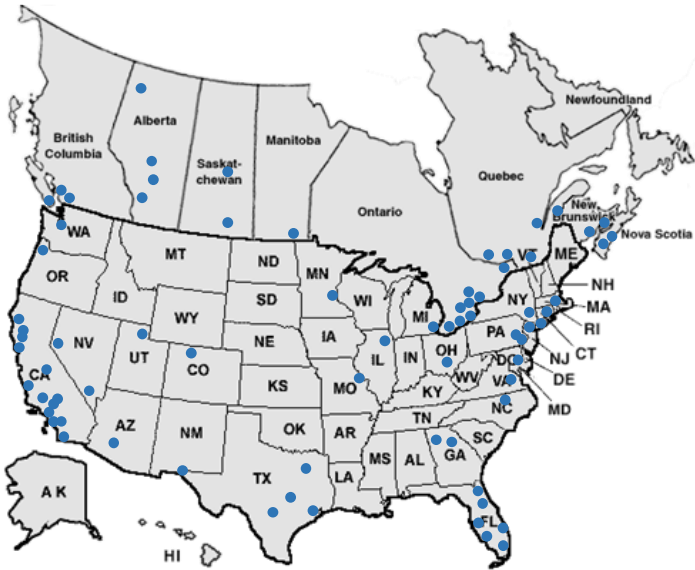 Newfoundland
Alberta
British
Columbia
Manitoba
Saskat-
chewan
Quebec
Ontario
New
Brunswick
Nova Scotia
WA
VT
ME
MT
ND
MN
OR
NH
ID
SD
WI
NY
MA
WY
MI
RI
PA
NV
NE
IA
CT
UT
IL
IN
OH
NJ
CO
DC
CA
DE
KS
MO
WV
VA
KY
MD
NC
TN
AZ
NM
OK
AR
SC
MS
AL
GA
TX
LA
AK
FL
HI